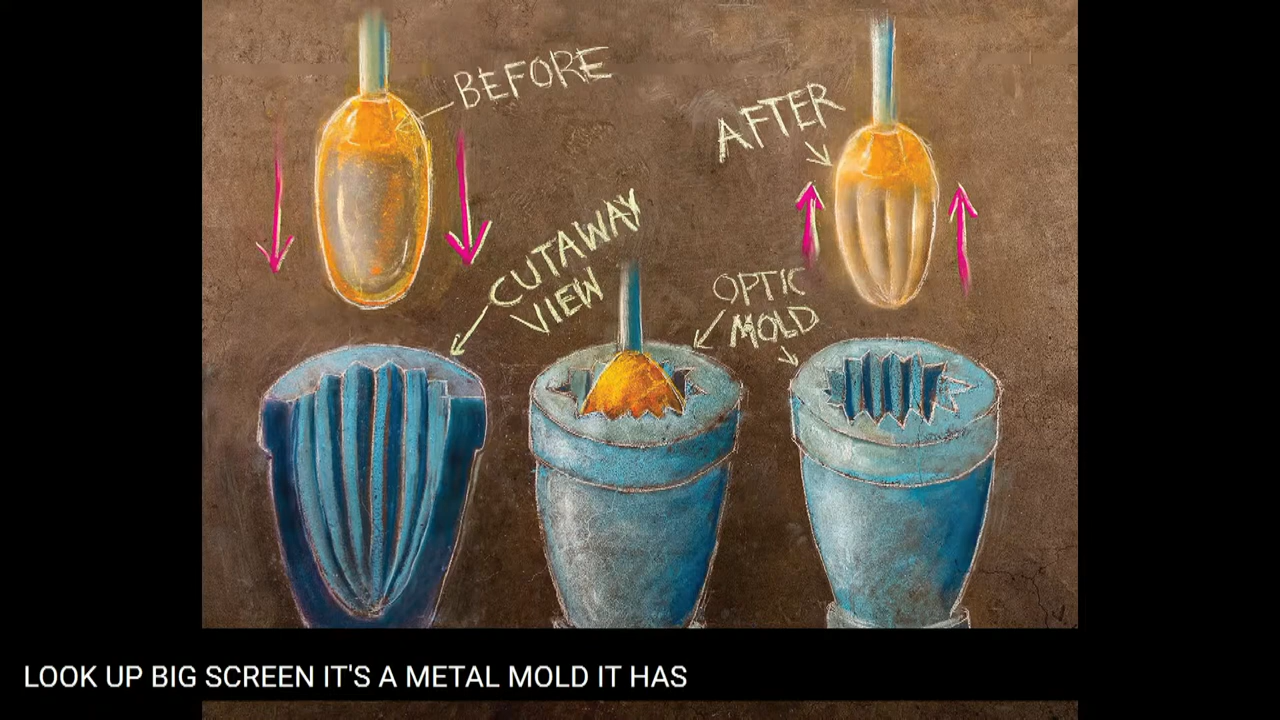 BEFORE
AFTER
CUTAWAY
VIEW
OPTIC
MOLD
LOOK UP BIG SCREEN IT'S A METAL MOLD IT HAS